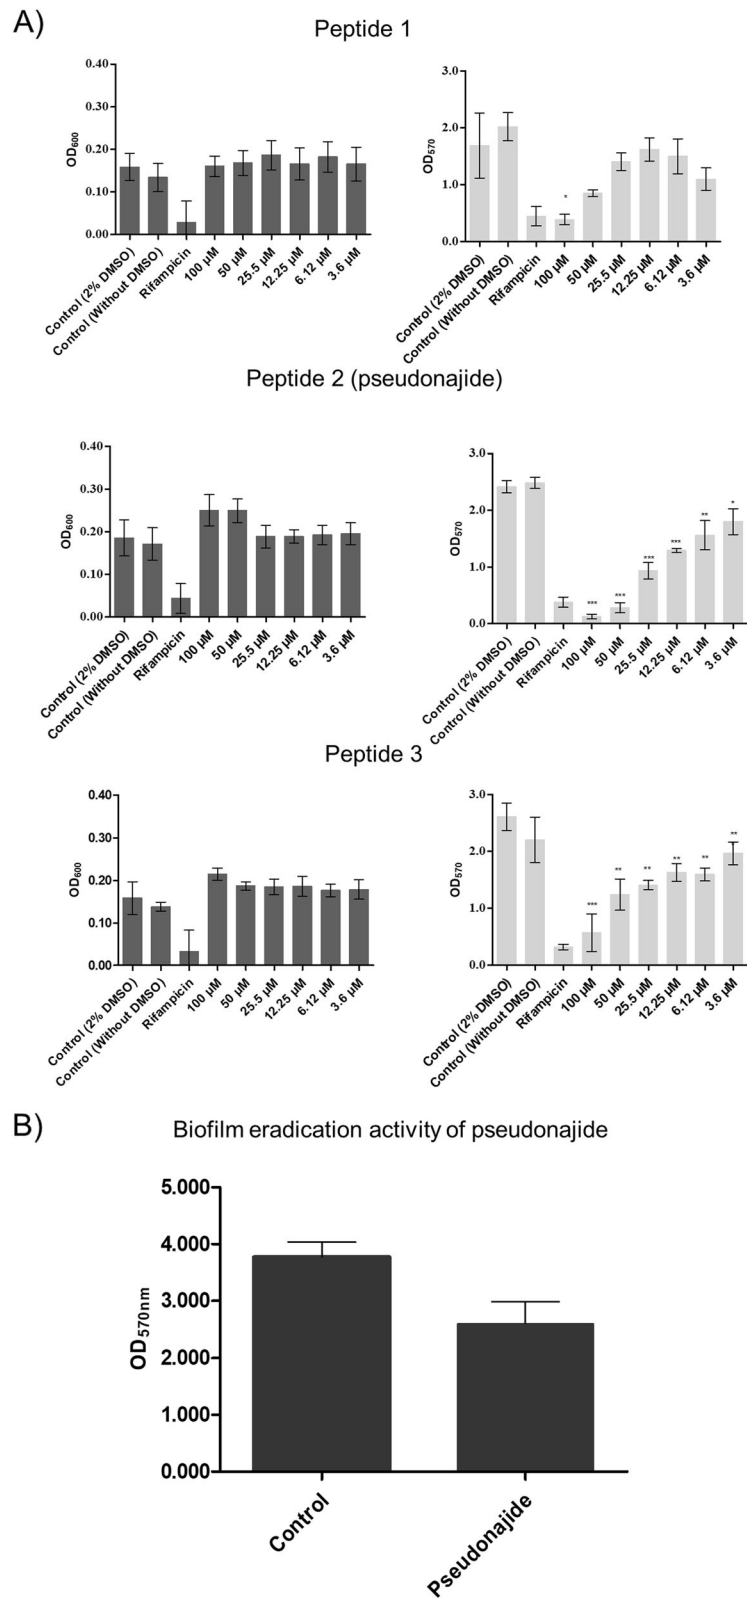 A)
Peptide 1
0.40
0.30
0.20
0.10
0.00
OD600
Control (2% DMSO)
Control (Without DMSO)
Rifampicin
100 µM
50 µM
25.5 µM
12.25 µM
6.12 µM
3.6 µM
3.0
2.0
1.0
0.0
OD570
*
Control (2% DMSO)
Control (Without DMSO)
Rifampicin
100 µM
50 µM
25.5 µM
12.25 µM
6.12 µM
3.6 µM
Peptide 2 (pseudonajide)
0.40
0.30
0.20
0.10
0.00
OD600
Control (2% DMSO)
Control (Without DMSO)
Rifampicin
100 µM
50 µM
25.5 µM
12.25 µM
6.12 µM
3.6 µM
3.0
2.0
1.0
0.0
OD570
***
***
***
***
**
*
Control (2% DMSO)
Control (Without DMSO)
Rifampicin
100 µM
50 µM
25.5 µM
12.25 µM
6.12 µM
3.6 µM
Peptide 3
0.40
0.30
0.20
0.10
0.00
OD600
Control (2% DMSO)
Control (Without DMSO)
Rifampicin
100 µM
50 µM
25.5 µM
12.25 µM
6.12 µM
3.6 µM
3.0
2.0
1.0
0.0
OD570
***
**
**
**
**
**
Control (2% DMSO)
Control (Without DMSO)
Rifampicin
100 µM
50 µM
25.5 µM
12.25 µM
6.12 µM
3.6 µM
B)
Biofilm eradication activity of pseudonajide
5.000
4.000
3.000
2.000
1.000
0.000
OD570nm
Control
Pseudonajide